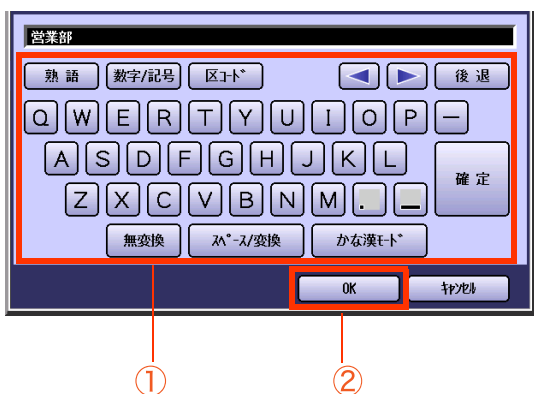 営業部
熟 語 数字/記号 区ｺｰﾄﾞ 後 退
Q W E R T Y U I O P ー
A S D F G H J K L 確 定
Z X C V B N M . _
無変換 ｽﾍﾟｰｽ/変換 かな漢ﾓｰﾄﾞ
OK ｷｬﾝｾﾙ
① ②